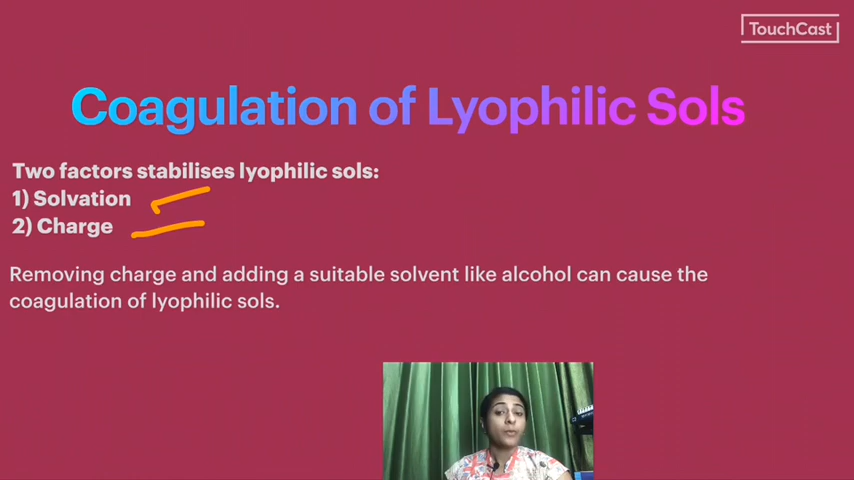 TouchCast
Coagulation of Lyophilic Sols
Two factors stabilises lyophilic sols:
1) Solvation
2) Charge
Removing charge and adding a suitable solvent like alcohol can cause the
coagulation of lyophilic sols.